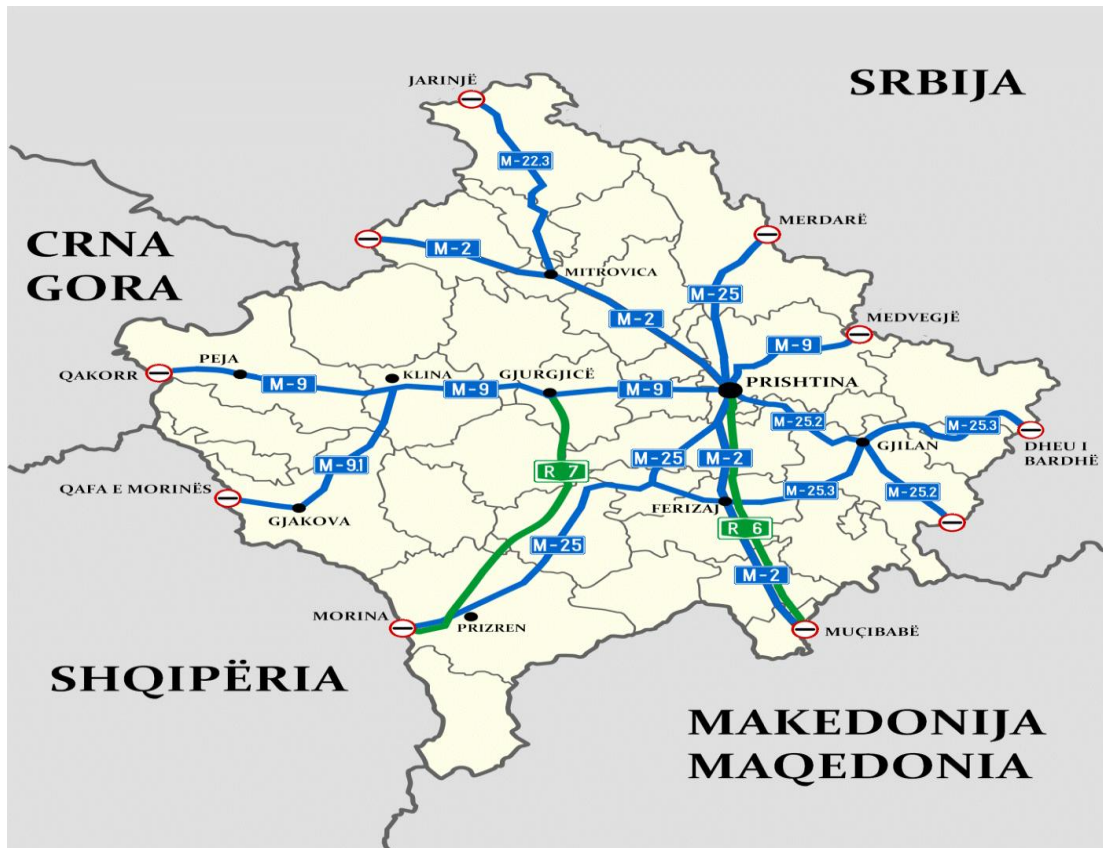 JARINJË
SRBIJA
M-22.3
MERDARË
CRNA
GORA
M-2
MITROVICA
M-25
M-2
MEDVEGJË
M-9
PEJA
QAKORR
KLINA
GJURGJICË
PRISHTINA
M-9
M-9
M-9
M-25.2
M-25.3
GJILAN
DHEU I
BARDHË
M-9.1
R 7
M-25
M-2
QAFA E MORINËS
M-25.3
M-25.2
GJAKOVA
FERIZAJ
R 6
M-25
M-2
MORINA
PRIZREN
MUÇIBABË
SHQIPËRIA
MAKEDONIJA
MAQEDONIA